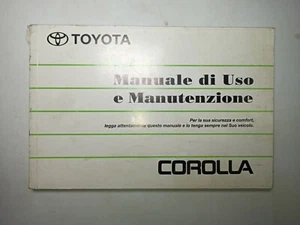 TOYOTA
Manuale di Uso
e Manutenzione
Per la sua sicurezza e comfort,
legga attentamente questo manuale e lo tenga sempre nel Suo veicolo.
COROLLA